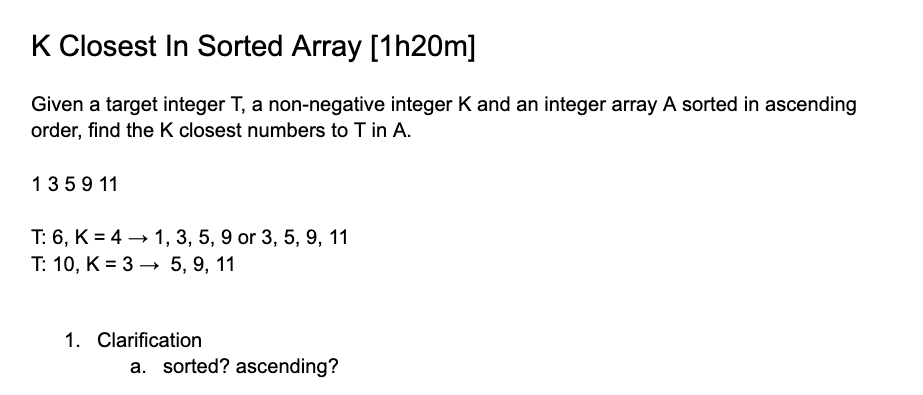 K Closest In Sorted Array [1h20m]
Given a target integer T, a non-negative integer K and an integer array A sorted in ascending
order, find the K closest numbers to T in A.
1 3 5 9 11
T: 6, K = 4 → 1, 3, 5, 9 or 3, 5, 9, 11
T: 10, K = 3 → 5, 9, 11
1. Clarification
a. sorted? ascending?